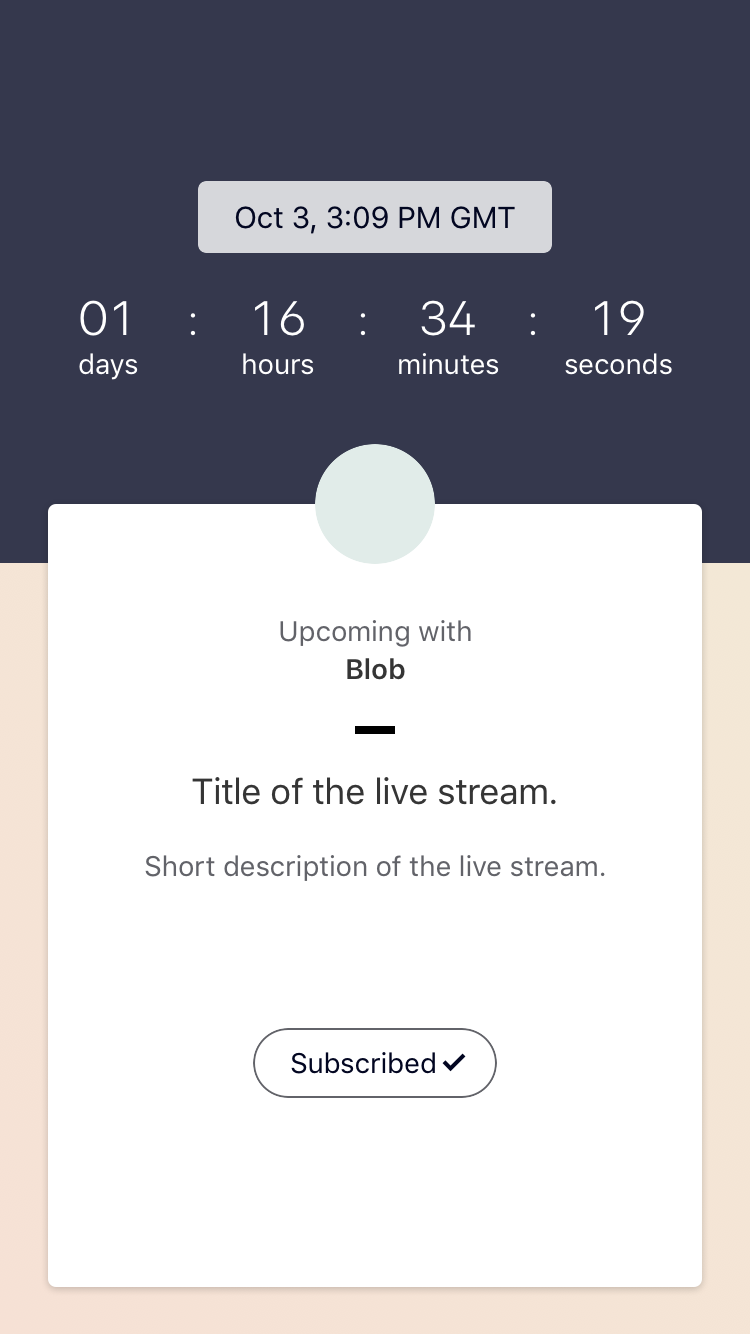 Oct 3, 3:09 PM GMT
01 : 16 : 34 : 19
days hours minutes seconds
Upcoming with
Blob
Title of the live stream.
Short description of the live stream.
Subscribed